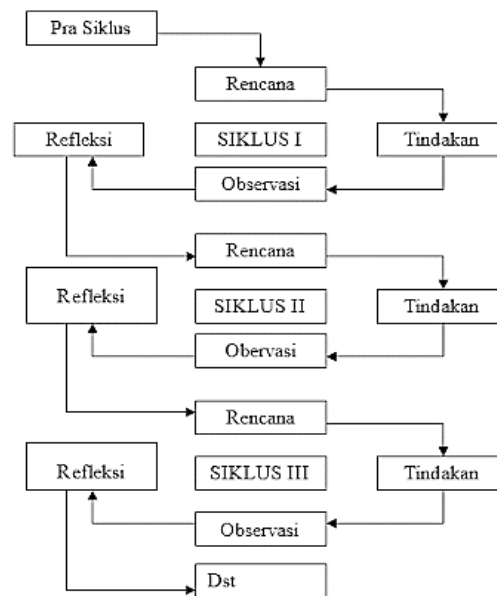 Pra Siklus
Rencana
Refleksi
SIKLUS I
Tindakan
Observasi
Rencana
Refleksi
SIKLUS II
Tindakan
Obervasi
Rencana
Refleksi
SIKLUS III
Tindakan
Observasi
Dst